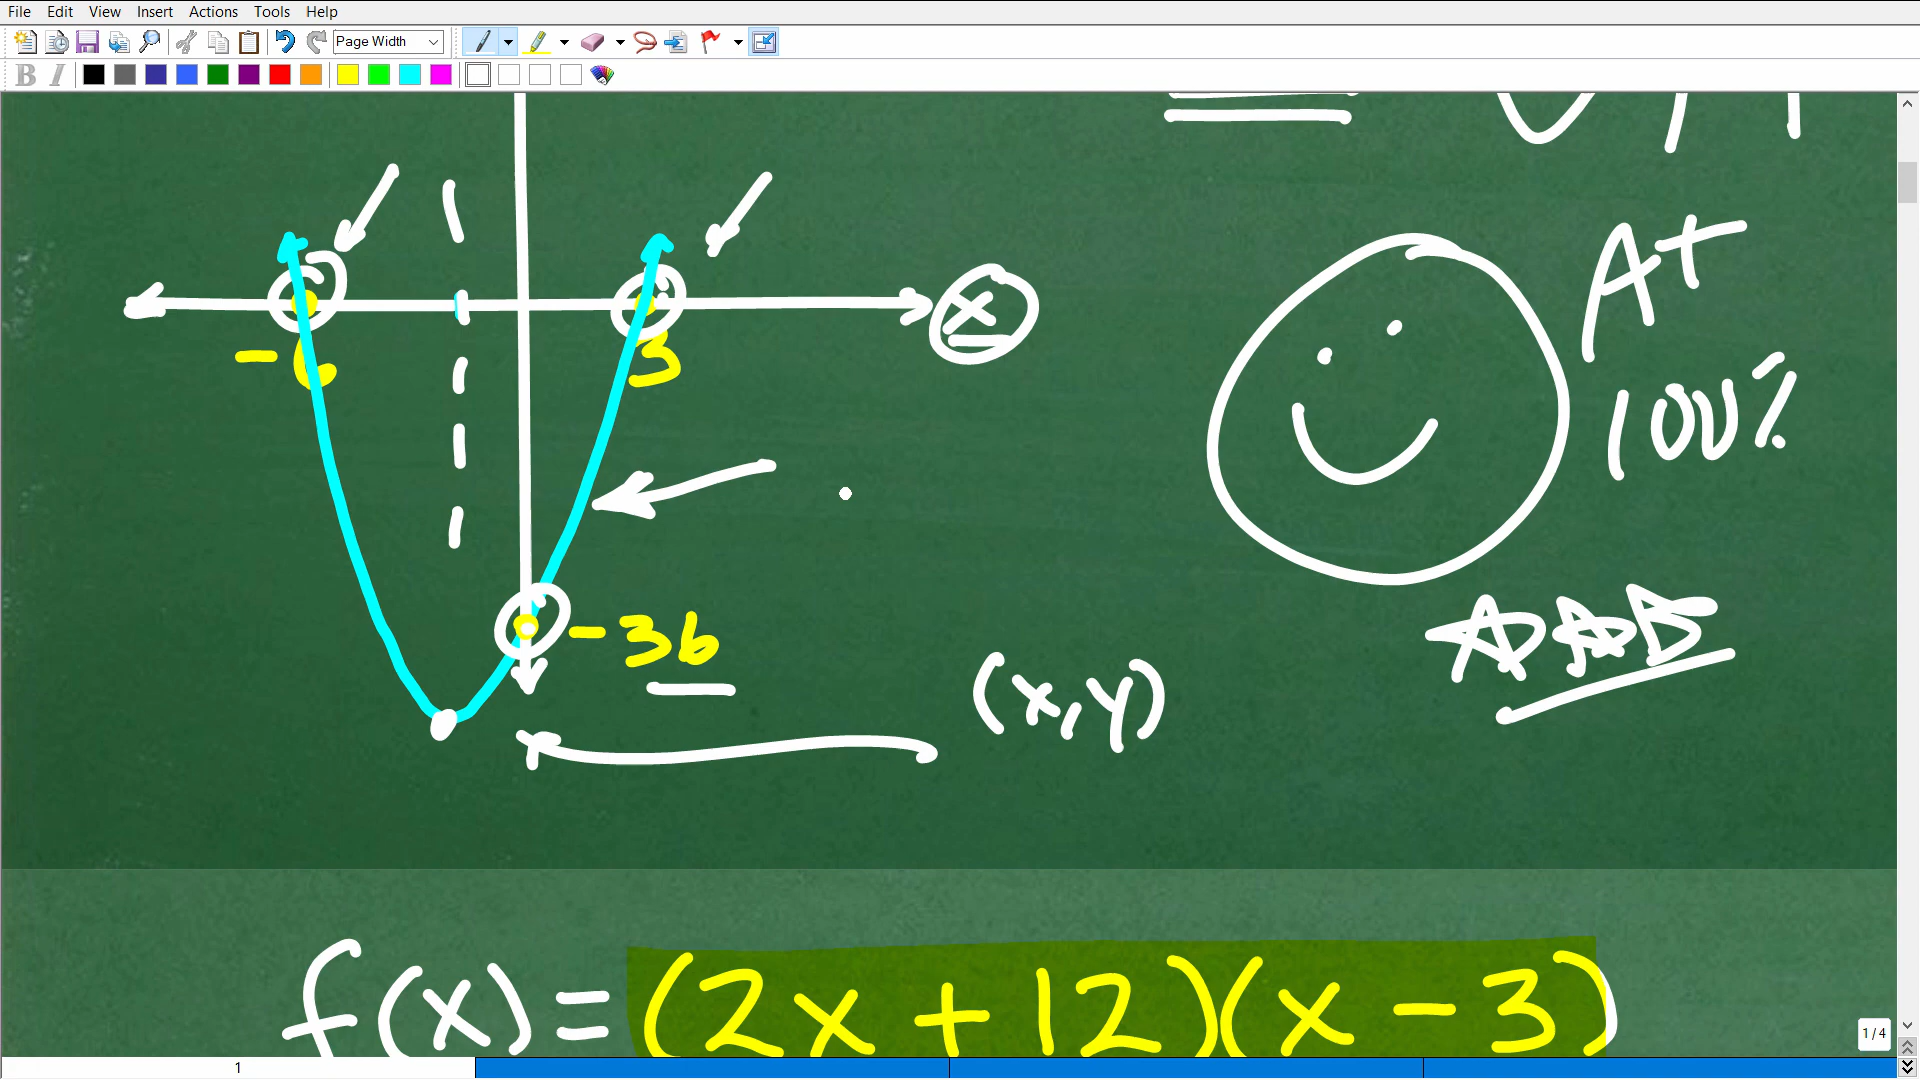 File Edit View Insert Actions Tools Help
Page Width
B I
A+
100%
X
-6
3
-36
(x,y)
f(x) = (2x + 12)(x - 3)
1 / 4
1